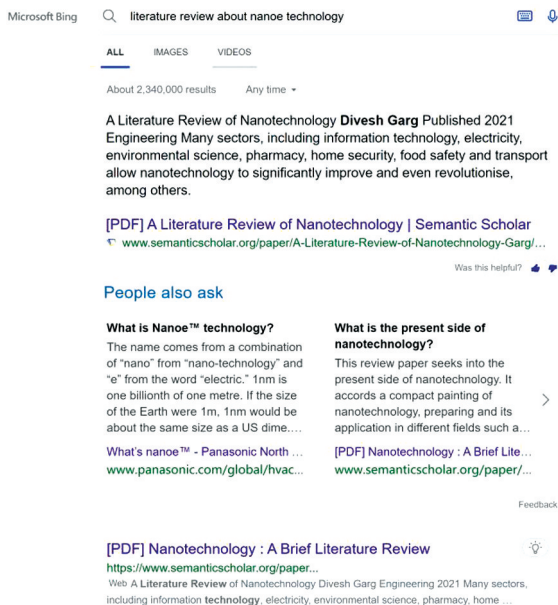 Microsoft Bing
literature review about nanoe technology
ALL IMAGES VIDEOS
About 2,340,000 results Any time
A Literature Review of Nanotechnology Divesh Garg Published 2021
Engineering Many sectors, including information technology, electricity,
environmental science, pharmacy, home security, food safety and transport
allow nanotechnology to significantly improve and even revolutionise,
among others.
[PDF] A Literature Review of Nanotechnology | Semantic Scholar
www.semanticscholar.org/paper/A-Literature-Review-of-Nanotechnology-Garg/…
Was this helpful?
People also ask
What is Nanoe™ technology?
The name comes from a combination
of “nano” from “nano-technology” and
“e” from the word “electric.” 1nm is
one billionth of one metre. If the size
of the Earth were 1m, 1nm would be
about the same size as a US dime.…
What's nanoe™ - Panasonic North …
www.panasonic.com/global/hvac…
What is the present side of
nanotechnology?
This review paper seeks into the
present side of nanotechnology. It
accords a compact painting of
nanotechnology, preparing and its
application in different fields such a…
[PDF] Nanotechnology : A Brief Lite…
www.semanticscholar.org/paper/…
Feedback
[PDF] Nanotechnology : A Brief Literature Review
https://www.semanticscholar.org/paper...
Web A Literature Review of Nanotechnology Divesh Garg Engineering 2021 Many sectors,
including information technology, electricity, environmental science, pharmacy, home …